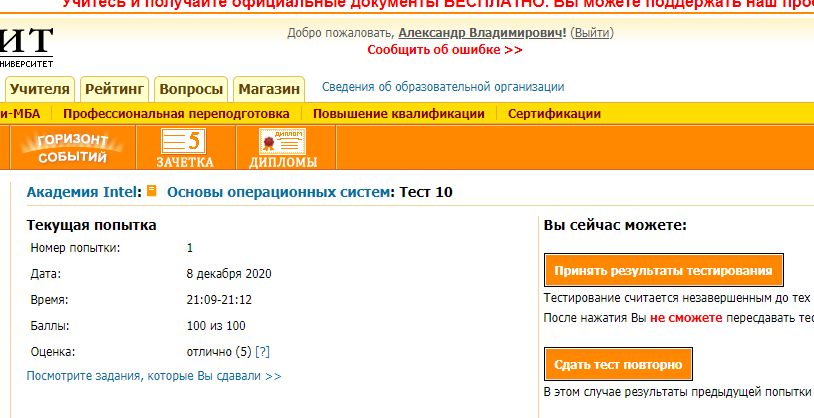 Учитесь и получайте официальные документы БЕСПЛАТНО. Вы можете поддержать наш
ИТ
НИВЕРСИТЕТ
Добро пожаловать, Александр Владимирович! (Выйти)
Сообщить об ошибке >>
Учителя Рейтинг Вопросы Магазин Сведения об образовательной организации
и-МБА Профессиональная переподготовка Повышение квалификации Сертификации
ГОРИЗОНТ СОБЫТИЙ
5
ЗАЧЕТКА
ДИПЛОМ
ДИПЛОМЫ
Академия Intel: Основы операционных систем: Тест 10
Текущая попытка
Номер попытки: 1
Дата: 8 декабря 2020
Время: 21:09-21:12
Баллы: 100 из 100
Оценка: отлично (5) [?]
Посмотрите задания, которые Вы сдавали >>
Вы сейчас можете:
Принять результаты тестирования
Тестирование считается незавершенным до тех
После нажатия Вы не сможете пересдавать тес
Сдать тест повторно
В этом случае результаты предыдущей попытки